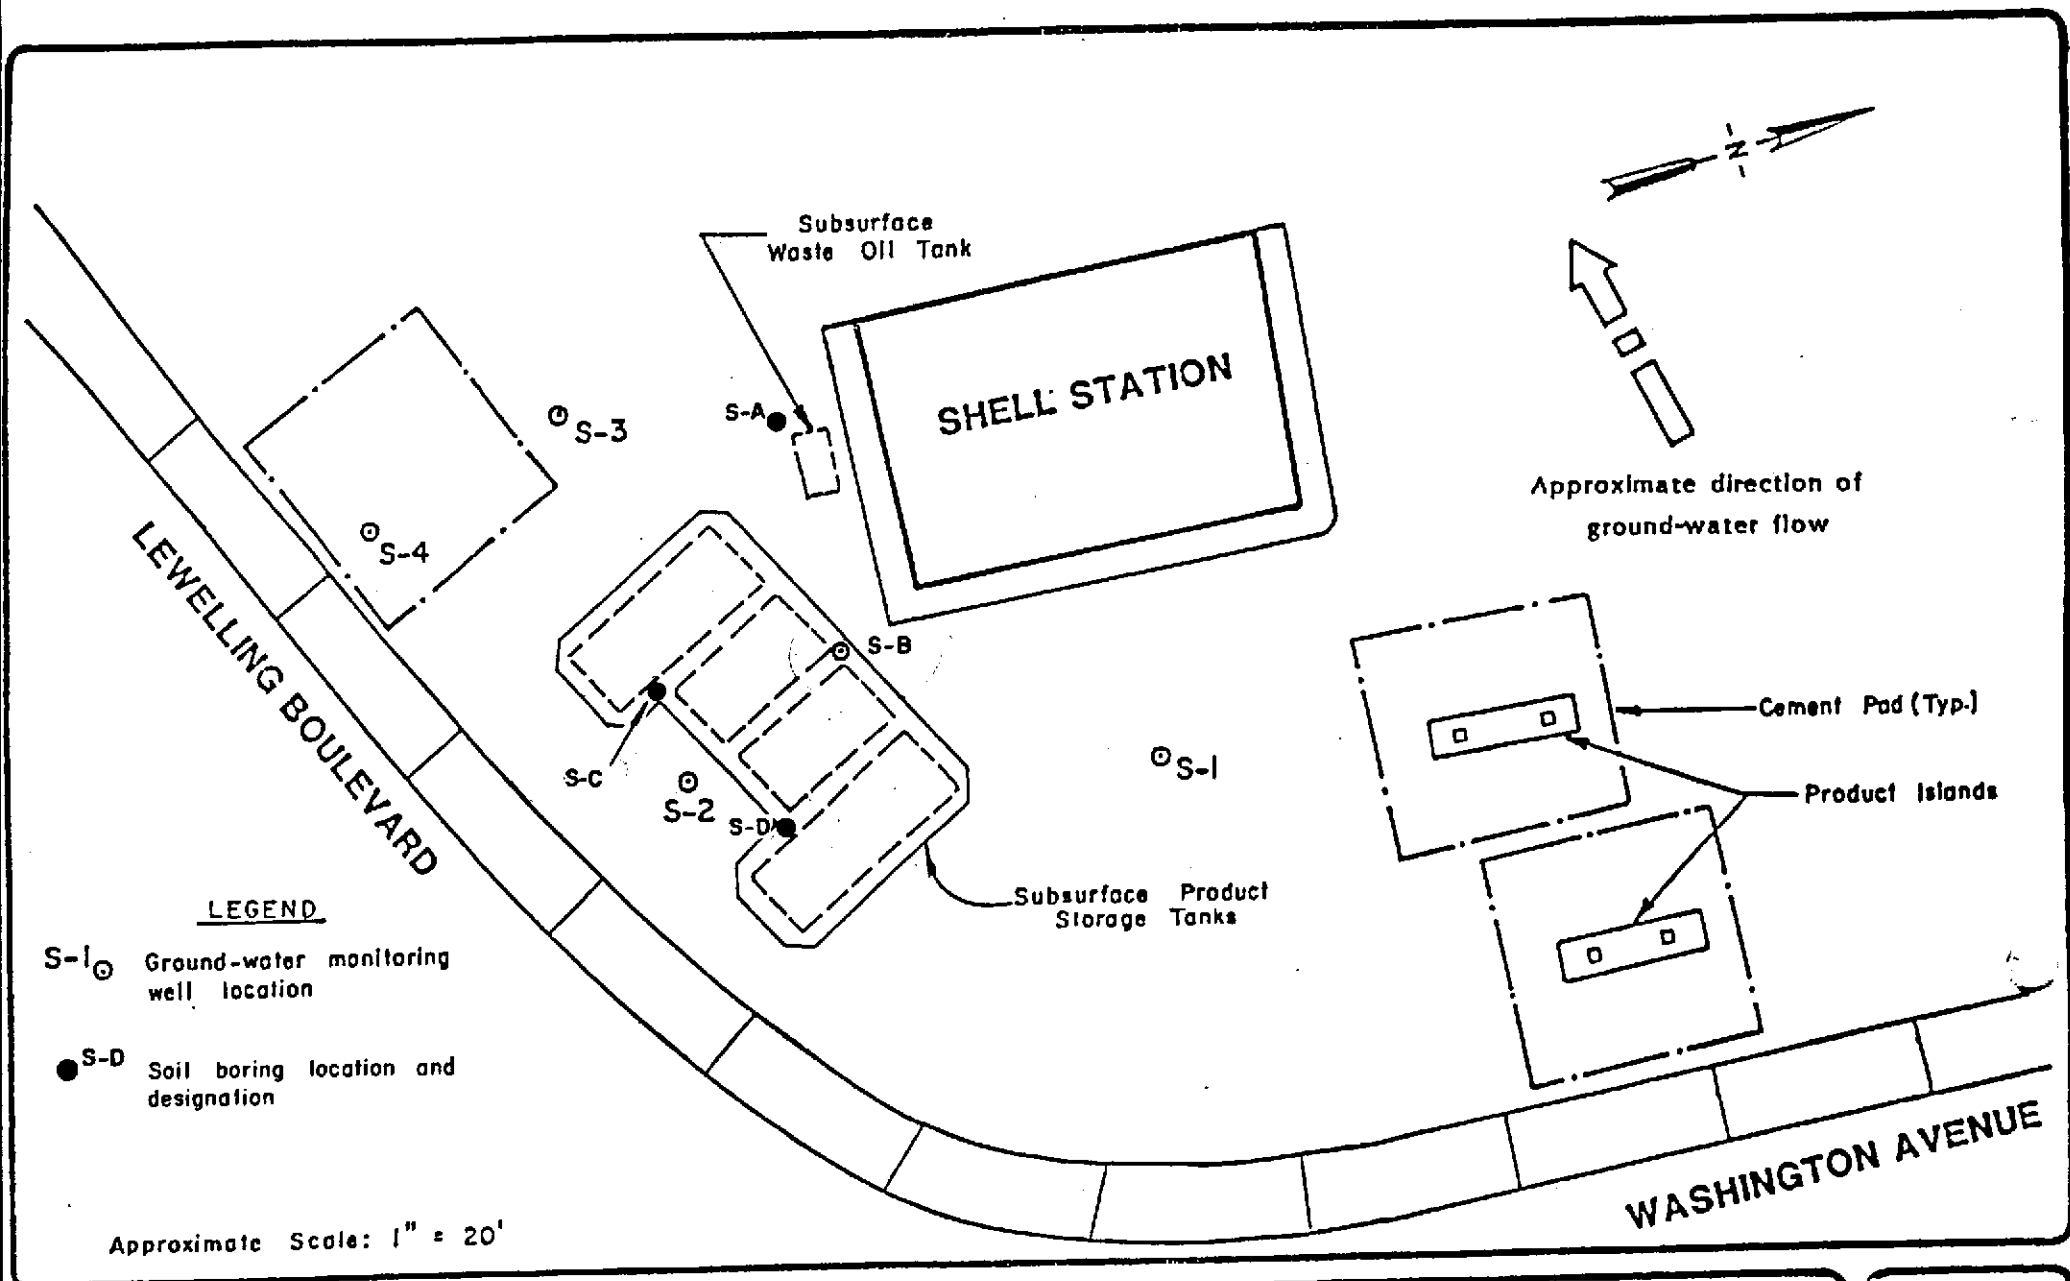 N
Subsurface
Waste Oil Tank
SHELL STATION
S-A
S-3
S-4
Approximate direction of
ground-water flow
LEWELLING BOULEVARD
S-B
Cement Pad (Typ.)
S-C
S-2
S-D
S-1
Product Islands
Subsurface Product
Storage Tanks
LEGEND
S-1 Ground-water monitoring
well location
S-D Soil boring location and
designation
WASHINGTON AVENUE
Approximate Scale: 1" = 20'